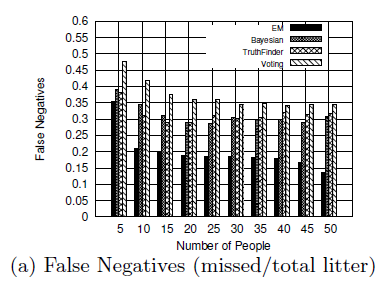 0.6
0.55
0.5
0.45
0.4
0.35
0.3
0.25
0.2
0.15
0.1
0.05
0
False Negatives
EM
Bayesian
TruthFinder
Voting
5 10 15 20 25 30 35 40 45 50
Number of People
(a) False Negatives (missed/total litter)